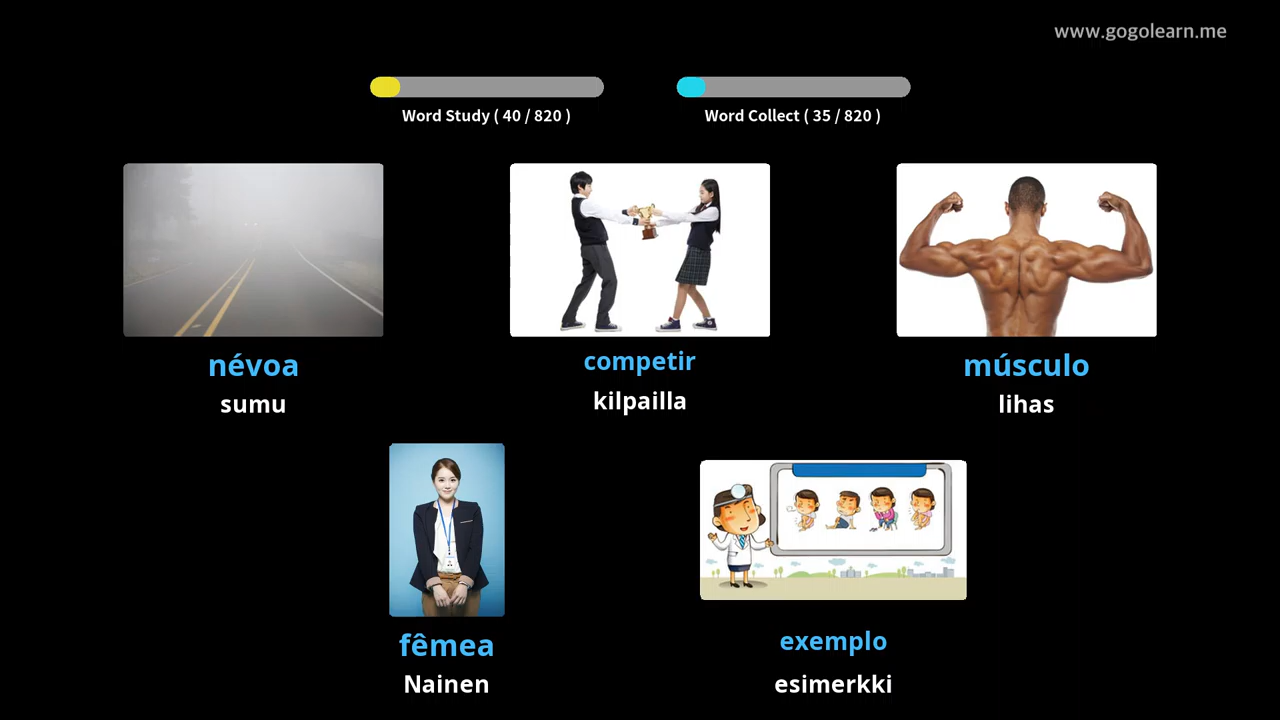 www.gogolearn.me
Word Study ( 40 / 820 )
Word Collect ( 35 / 820 )
névoa
sumu
competir
kilpailla
músculo
lihas
fêmea
Nainen
exemplo
esimerkki